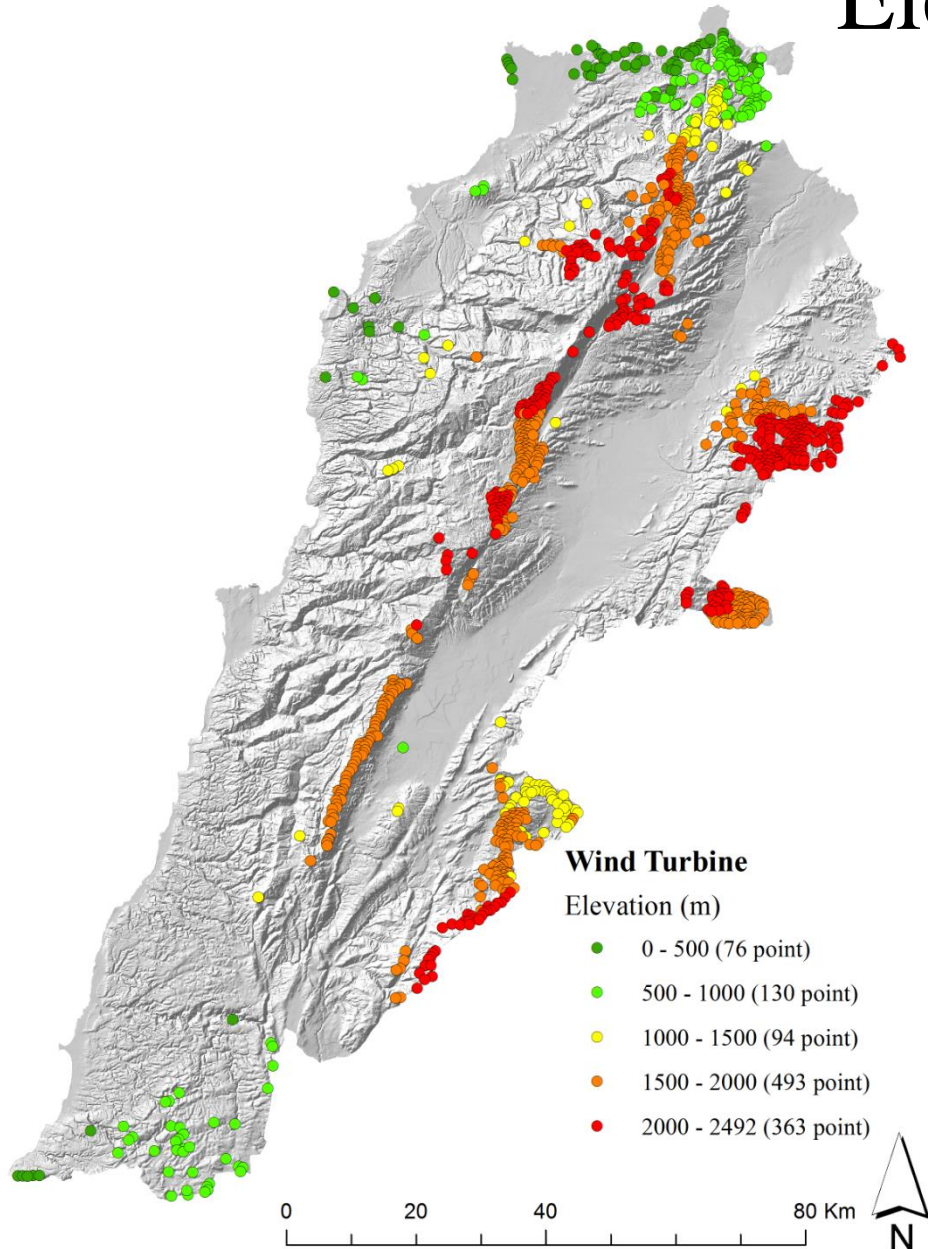 Wind Turbine
Elevation (m)
0 - 500 (76 point)
500 - 1000 (130 point)
1000 - 1500 (94 point)
1500 - 2000 (493 point)
2000 - 2492 (363 point)
0 20 40 80 Km
N